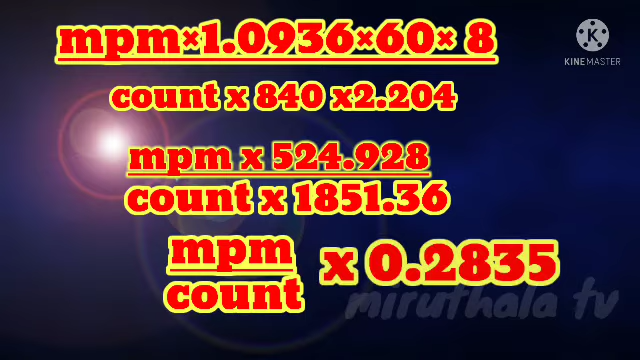 mpm×1.0936×60× 8
KINEMASTER
count x 840 x2.204
mpm x 524.928
count x 1851.36
mpm
x 0.2835
count
miruthala tv